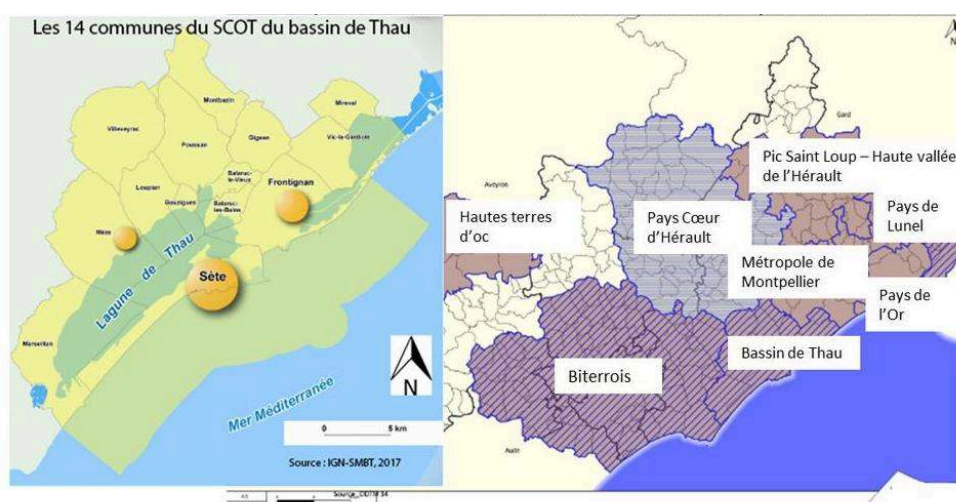 Les 14 communes du SCOT du bassin de Thau
Montbazin
Mireval
Villeveyrac
Gigean
Vic-la-Gardiole
Poussan
Balaruc-
le-Vieux
Frontignan
Loupian
Bouzigues
Balaruc-
les-Bains
Mèze
Sète
Lagune de Thau
Marseillan
N
Mer Méditerranée
0 5 km
Source : IGN-SMBT, 2017
N
Gard
Pic Saint Loup – Haute vallée
de l'Hérault
Aveyron
Hautes terres
d'oc
Pays Cœur
d'Hérault
Pays de
Lunel
Métropole de
Montpellier
Pays de
l'Or
Bassin de Thau
Biterrois
Aude
Source DDTM 34